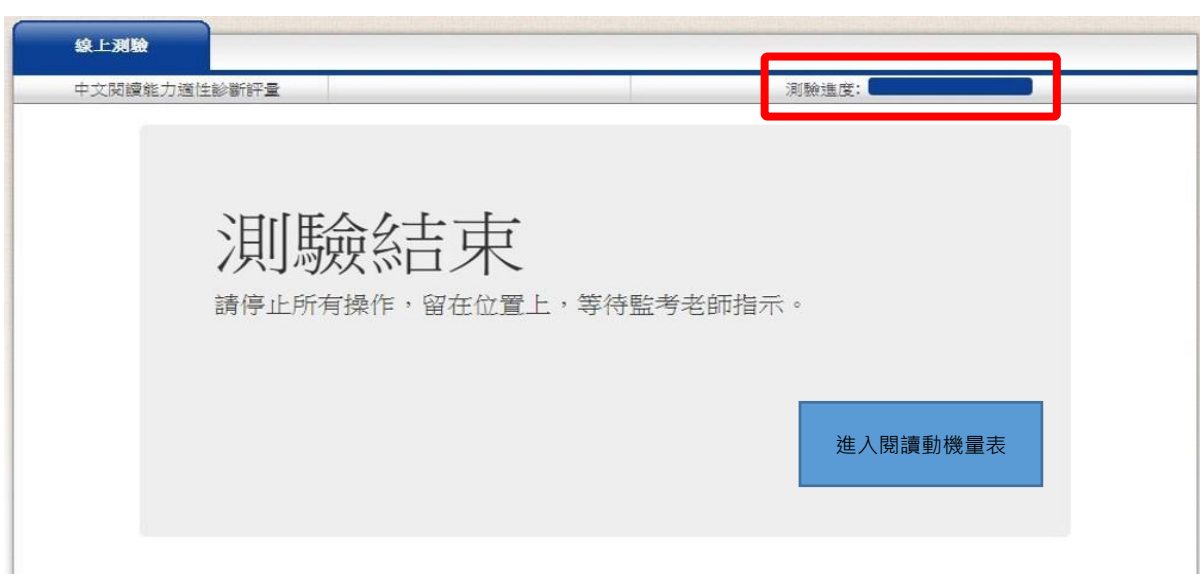 線上測驗
中文閱讀能力適性診斷評量
測驗進度:
測驗結束
請停止所有操作，留在位置上，等待監考老師指示。
進入閱讀動機量表